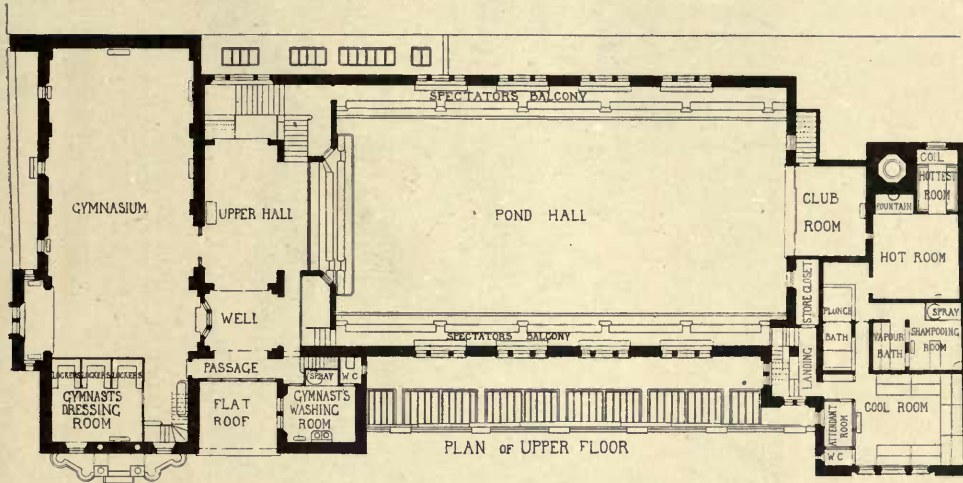 SPECTATORS BALCONY
COIL
HOTTEST
ROOM
GYMNASIUM
UPPER HALL
POND HALL
CLUB
ROOM
FOUNTAIN
HOT ROOM
WELL
STORE CLOSET
PLUNGE
BATH
SPRAY
VAPOUR
BATH
SHAMPOOING
ROOM
SPECTATORS BALCONY
PASSAGE
LANDING
LOCKERS
LOCKERS
LOCKERS
GYMNASTS
DRESSING
ROOM
FLAT
ROOF
SPRAY
W C
GYMNAST'S
WASHING
ROOM
ATTENDANT
ROOM
COOL ROOM
W C
PLAN OF UPPER FLOOR